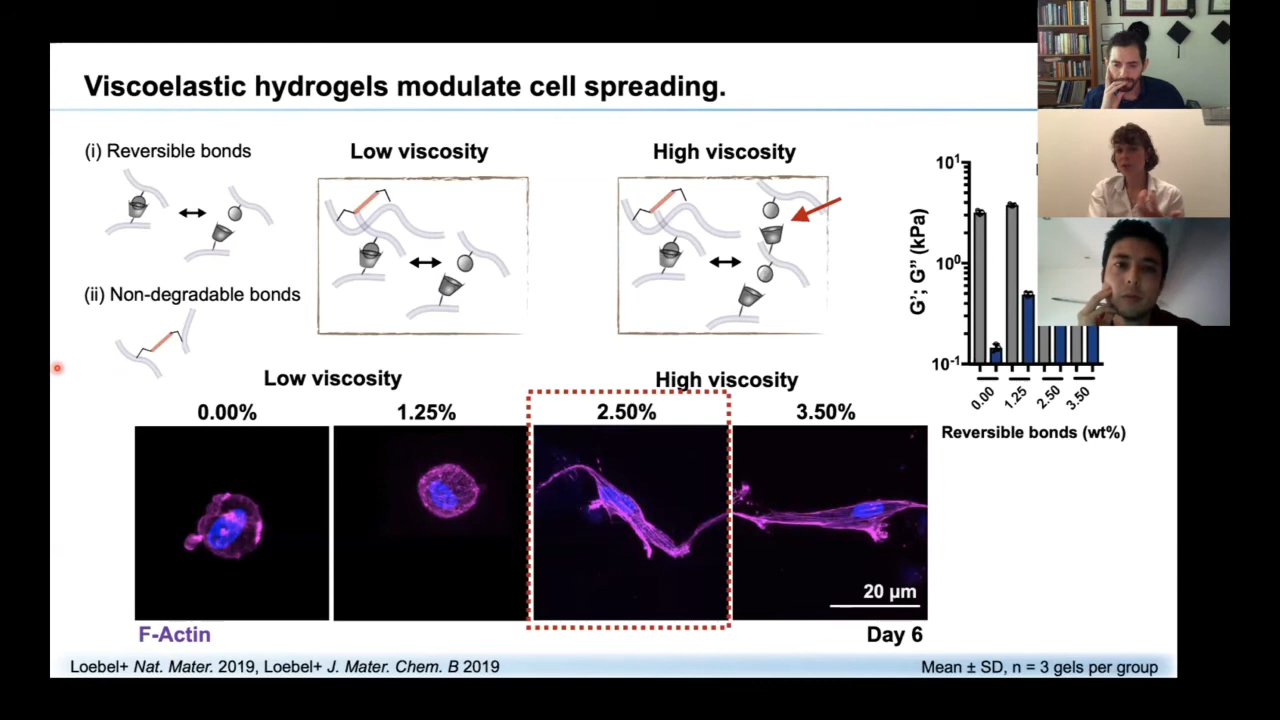 Viscoelastic hydrogels modulate cell spreading.
(i) Reversible bonds
Low viscosity
High viscosity
(ii) Non-degradable bonds
10¹
10⁰
10⁻¹
G'; G" (kPa)
0.00
1.25
2.50
3.50
Reversible bonds (wt%)
Low viscosity
High viscosity
0.00%
1.25%
2.50%
3.50%
20 µm
F-Actin
Day 6
Loebel+ Nat. Mater. 2019, Loebel+ J. Mater. Chem. B 2019
Mean ± SD, n = 3 gels per group